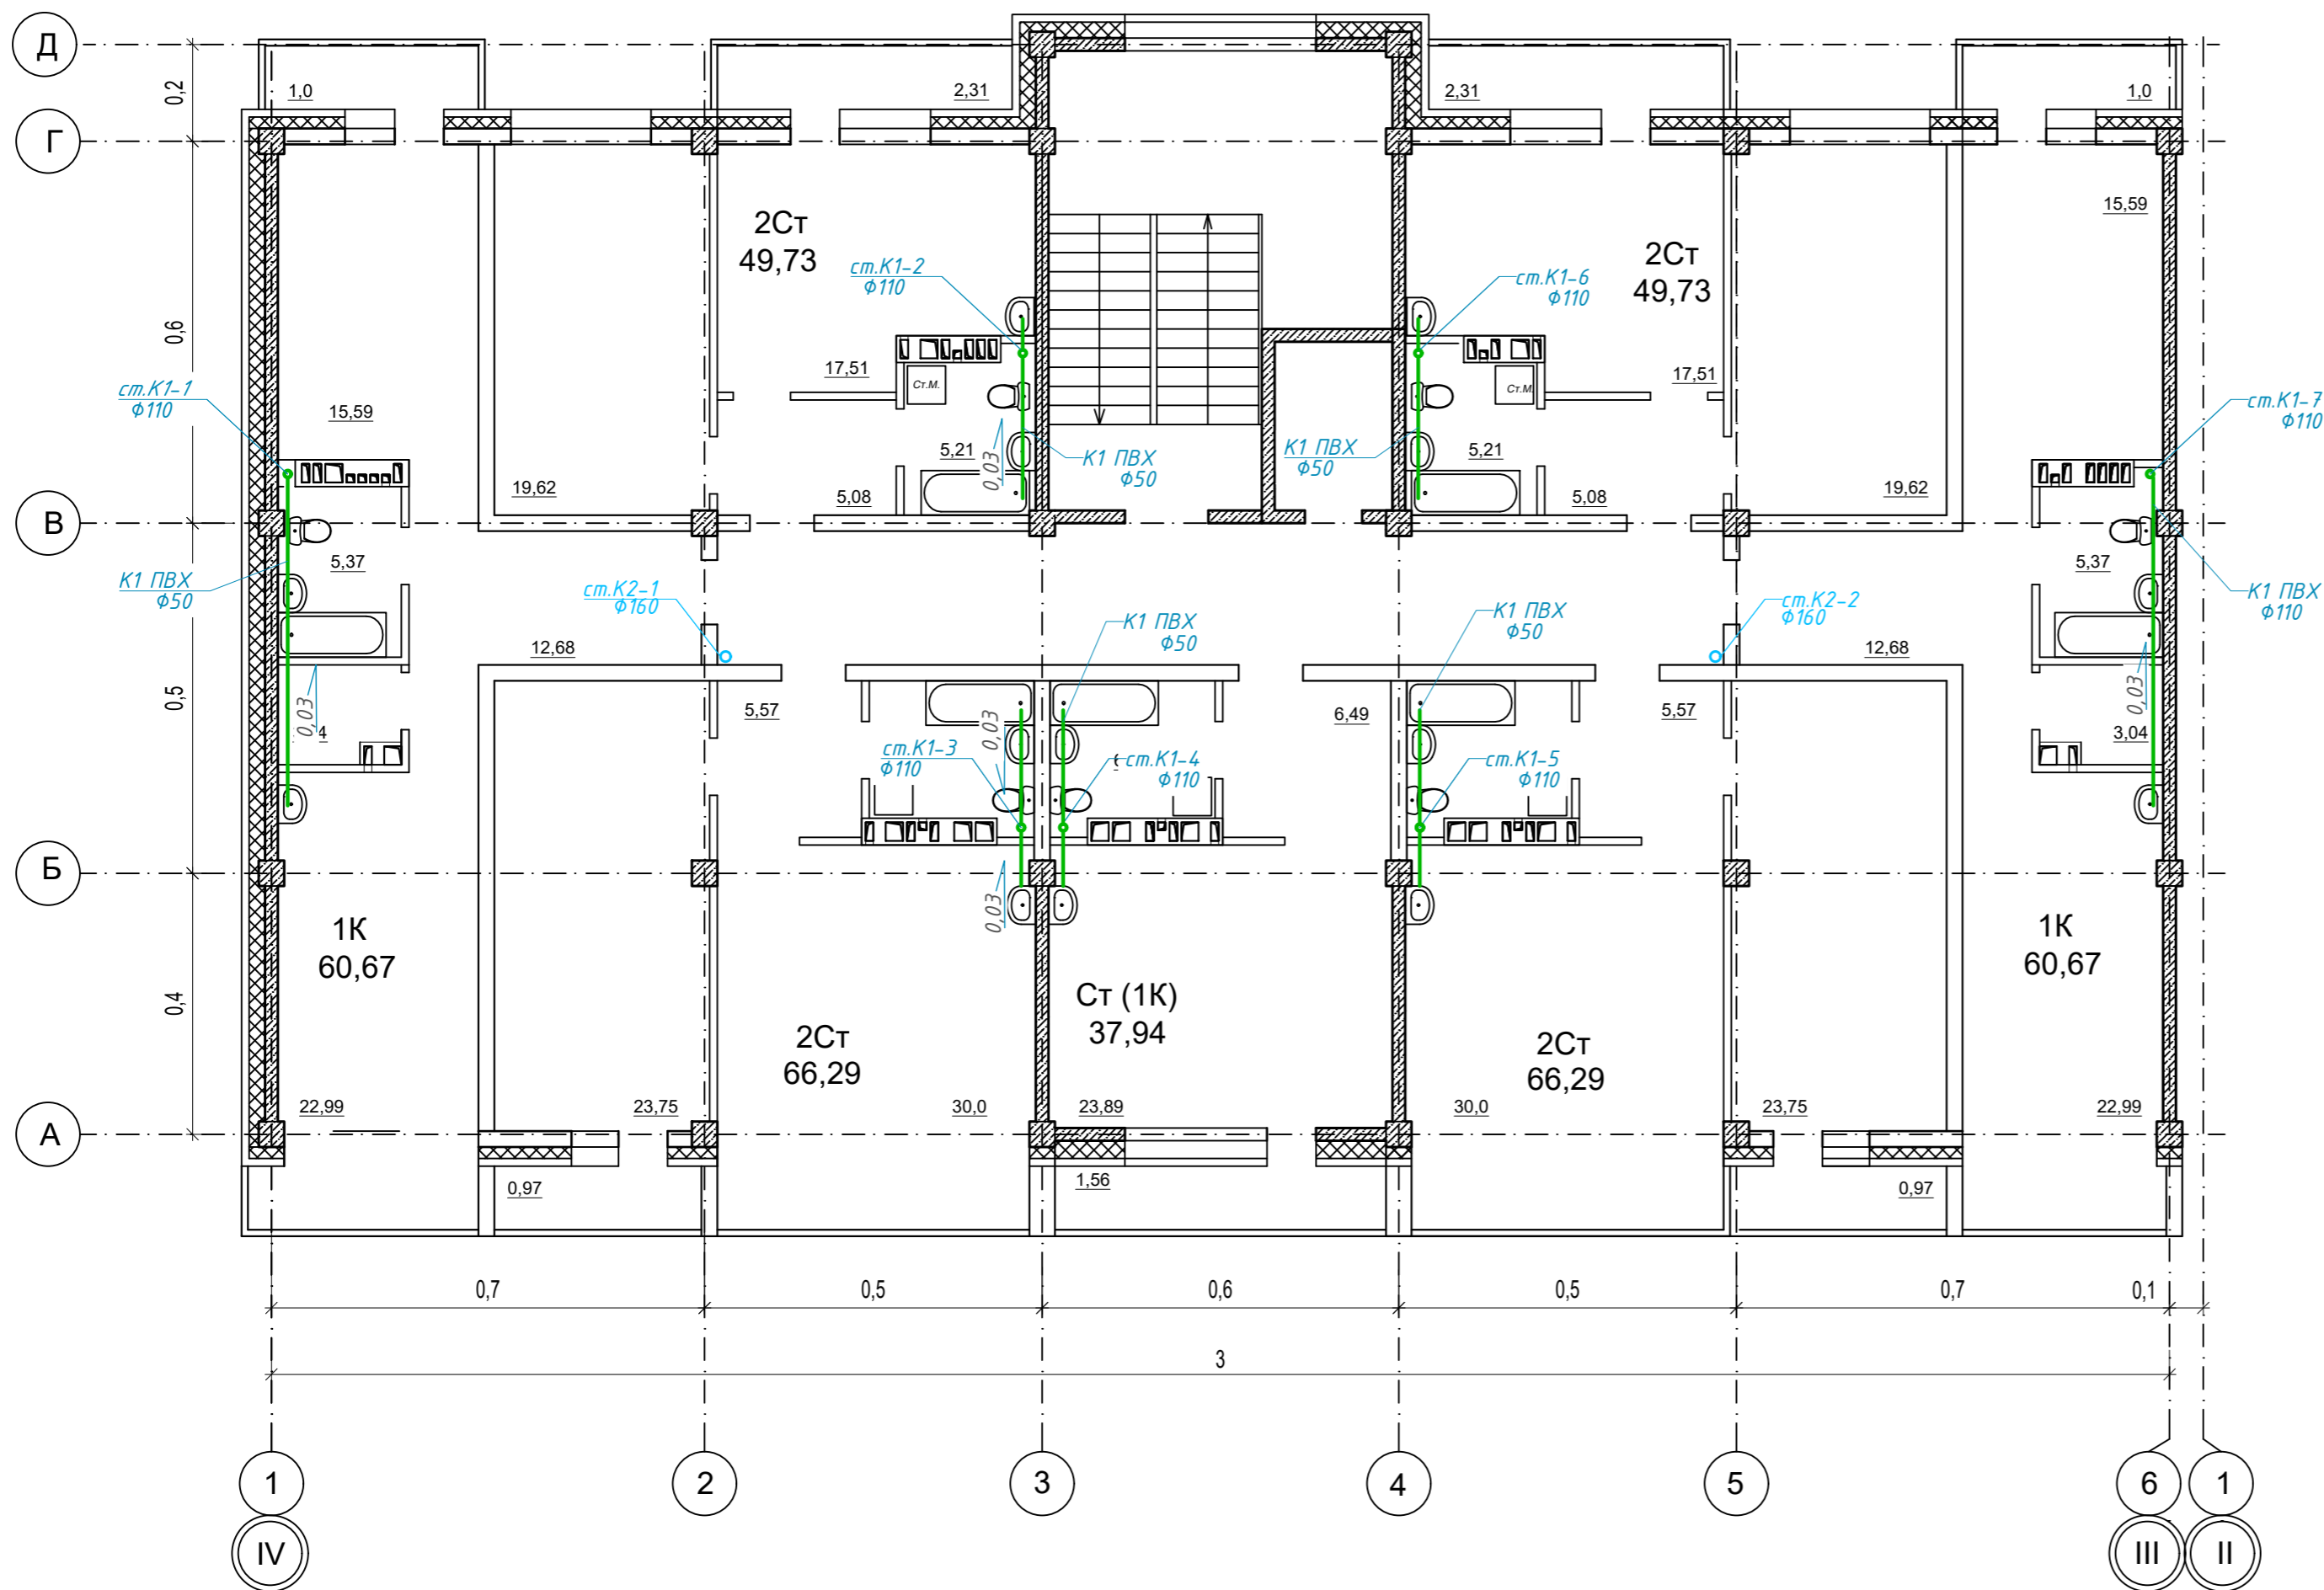 Д
0,2
1,0
2,31
2,31
1,0
Г
15,59
2Ст
49,73
2Ст
49,73
ст.К1-2
ф110
ст.К1-6
ф110
0,6
17,51
Ст.М.
Ст.М.
17,51
ст.К1-1
ф110
ст.К1-7
ф110
15,59
5,21
0,03
К1 ПВХ
ф50
К1 ПВХ
ф50
5,21
19,62
5,08
5,08
19,62
В
5,37
5,37
К1 ПВХ
ф50
ст.К2-1
ф160
К1 ПВХ
ф50
К1 ПВХ
ф50
ст.К2-2
ф160
К1 ПВХ
ф110
12,68
12,68
0,5
0,03
4
5,57
0,03
6,49
5,57
0,03
3,04
ст.К1-3
ф110
ст.К1-4
ф110
ст.К1-5
ф110
Б
0,03
1К
60,67
1К
60,67
0,4
Ст (1К)
37,94
2Ст
66,29
2Ст
66,29
А
22,99
23,75
30,0
23,89
30,0
23,75
22,99
0,97
1,56
0,97
0,7
0,5
0,6
0,5
0,7
0,1
3
1
2
3
4
5
6
1
IV
III
II